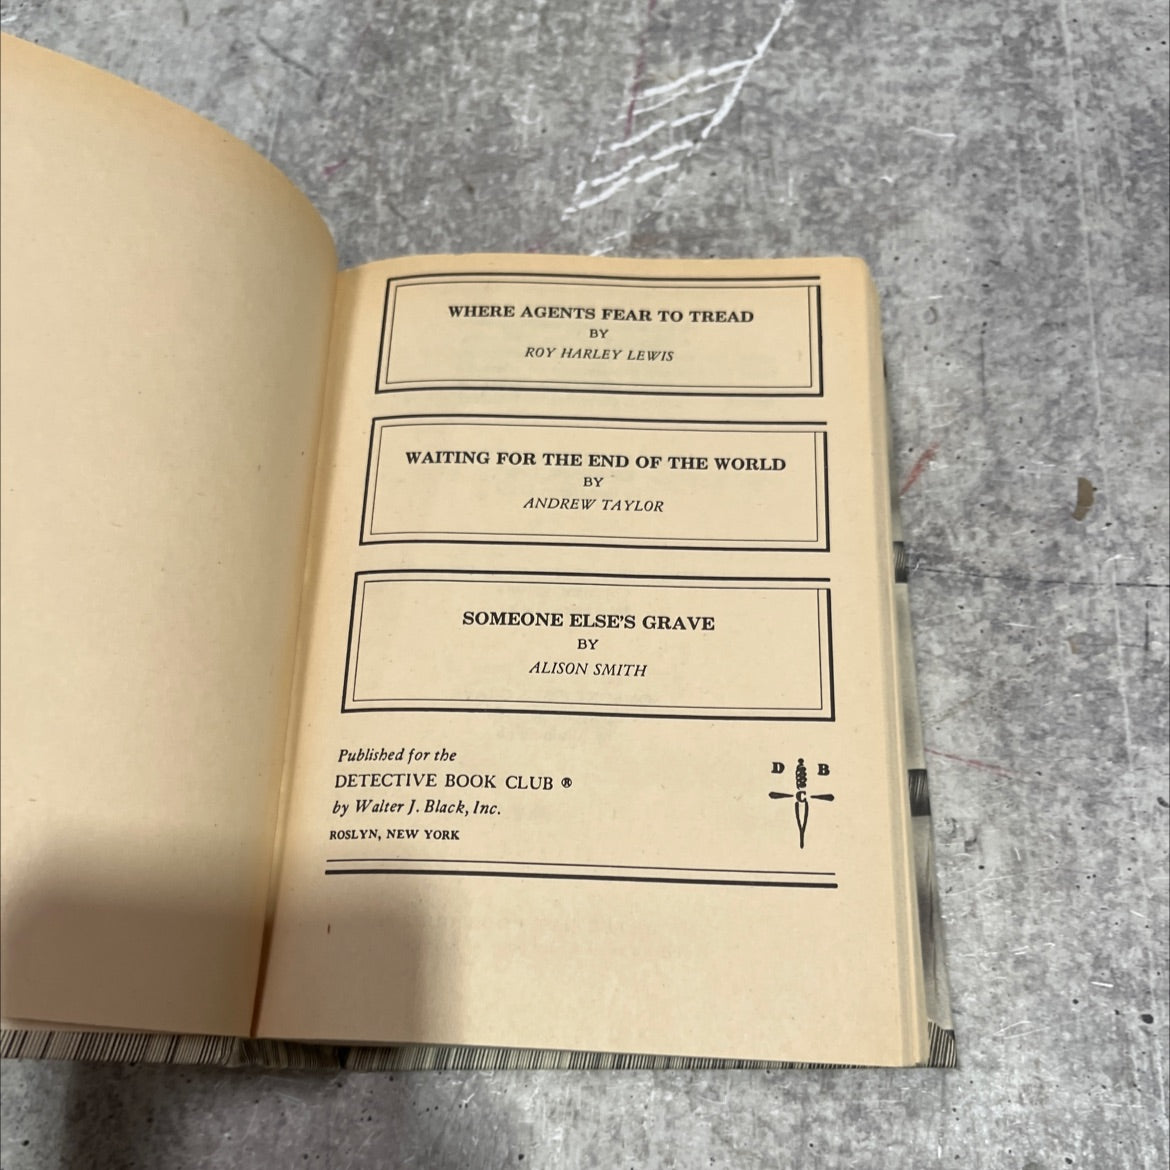 WHERE AGENTS FEAR TO TREAD
BY
ROY HARLEY LEWIS
WAITING FOR THE END OF THE WORLD
BY
ANDREW TAYLOR
SOMEONE ELSE'S GRAVE
BY
ALISON SMITH
Published for the
DETECTIVE BOOK CLUB ®
by Walter J. Black, Inc.
ROSLYN, NEW YORK
D B
C